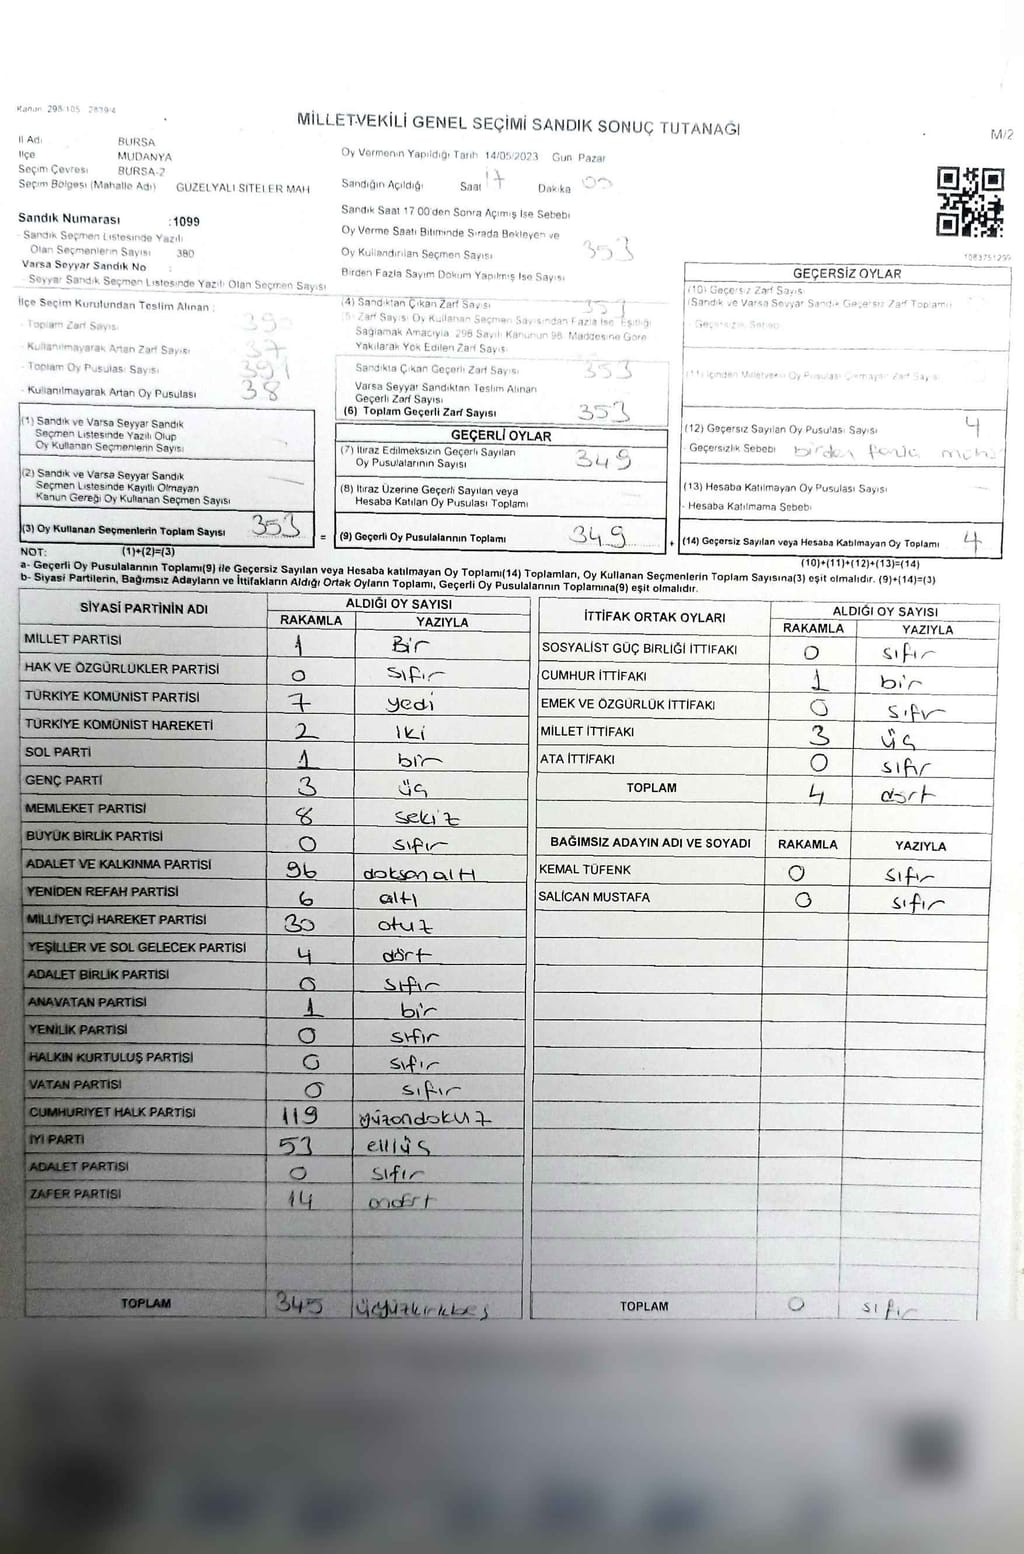 Kanun 298/105 2839/4
MİLLETVEKİLİ GENEL SEÇİMİ SANDIK SONUÇ TUTANAĞI
M/2
İl Adı BURSA
İlçe MUDANYA
Seçim Çevresi BURSA-2
Seçim Bölgesi (Mahalle Adı) GÜZELYALI SİTELER MAH
Oy Vermenin Yapıldığı Tarih 14/05/2023 Gün Pazar
Sandığın Açıldığı Saat 17 Dakika 00
Sandık Saat 17 00'den Sonra Açımış İse Sebebi
Oy Verme Saati Bitiminde Sırada Bekleyen ve
Oy Kullandırılan Seçmen Sayısı 353
Birden Fazla Sayım Döküm Yapılmış İse Sayısı
Sandık Numarası :1099
- Sandık Seçmen Listesinde Yazılı
Olan Seçmenlerin Sayısı 380
Varsa Seyyar Sandık No :
- Seyyar Sandık Seçmen Listesinde Yazılı Olan Seçmen Sayısı
İlçe Seçim Kurulundan Teslim Alınan :
- Toplam Zarf Sayısı 390
- Kullanılmayarak Artan Zarf Sayısı 37
- Toplam Oy Pusulası Sayısı 391
- Kullanılmayarak Artan Oy Pusulası 38
(1) Sandık ve Varsa Seyyar Sandık
Seçmen Listesinde Yazılı Olup
Oy Kullanan Seçmenlerin Sayısı
(2) Sandık ve Varsa Seyyar Sandık
Seçmen Listesinde Kayıtlı Olmayan
Kanun Gereği Oy Kullanan Seçmen Sayısı
(3) Oy Kullanan Seçmenlerin Toplam Sayısı 353
(4) Sandıktan Çıkan Zarf Sayısı 353
(5) Zarf Sayısı Oy Kullanan Seçmen Sayısından Fazla İse Eşitliği
Sağlamak Amacıyla 298 Sayılı Kanunun 98. Maddesine Göre
Yakılarak Yok Edilen Zarf Sayısı
Sandıkta Çıkan Geçerli Zarf Sayısı 353
Varsa Seyyar Sandıktan Teslim Alınan
Geçerli Zarf Sayısı
(6) Toplam Geçerli Zarf Sayısı 353
GEÇERLİ OYLAR
(7) İtiraz Edilmeksizin Geçerli Sayılan
Oy Pusulalarının Sayısı 349
(8) İtiraz Üzerine Geçerli Sayılan veya
Hesaba Katılan Oy Pusulası Toplamı
= (9) Geçerli Oy Pusulalarının Toplamı 349
1083751299
GEÇERSİZ OYLAR
(10) Geçersiz Zarf Sayısı
(Sandık ve Varsa Seyyar Sandık Geçersiz Zarf Toplamı)
- Geçersizlik Sebebi
(11) İçinden Milletvekili Oy Pusulası Çıkmayan Zarf Sayısı
(12) Geçersiz Sayılan Oy Pusulası Sayısı 4
- Geçersizlik Sebebi birden fazla
(13) Hesaba Katılmayan Oy Pusulası Sayısı
- Hesaba Katılmama Sebebi
+ (14) Geçersiz Sayılan veya Hesaba Katılmayan Oy Toplamı 4
NOT: (1)+(2)=(3) (10)+(11)+(12)+(13)=(14)
a- Geçerli Oy Pusulalarının Toplamı(9) ile Geçersiz Sayılan veya Hesaba katılmayan Oy Toplamı(14) Toplamları, Oy Kullanan Seçmenlerin Toplam Sayısına(3) eşit olmalıdır. (9)+(14)=(3)
b- Siyasi Partilerin, Bağımsız Adayların ve İttifakların Aldığı Ortak Oyların Toplamı, Geçerli Oy Pusulalarının Toplamına(9) eşit olmalıdır.
SİYASİ PARTİNİN ADI ALDIĞI OY SAYISI
RAKAMLA YAZIYLA
MİLLET PARTİSİ 1 Bir
HAK VE ÖZGÜRLÜKLER PARTİSİ 0 sıfır
TÜRKİYE KOMÜNİST PARTİSİ 7 yedi
TÜRKİYE KOMÜNİST HAREKETİ 2 iki
SOL PARTİ 1 bir
GENÇ PARTİ 3 üç
MEMLEKET PARTİSİ 8 sekiz
BÜYÜK BİRLİK PARTİSİ 0 sıfır
ADALET VE KALKINMA PARTİSİ 96 doksanaltı
YENİDEN REFAH PARTİSİ 6 altı
MİLLİYETÇİ HAREKET PARTİSİ 30 otuz
YEŞİLLER VE SOL GELECEK PARTİSİ 4 dört
ADALET BİRLİK PARTİSİ 0 sıfır
ANAVATAN PARTİSİ 1 bir
YENİLİK PARTİSİ 0 sıfır
HALKIN KURTULUŞ PARTİSİ 0 sıfır
VATAN PARTİSİ 0 sıfır
CUMHURİYET HALK PARTİSİ 119 yüzondokuz
İYİ PARTİ 53 elliüç
ADALET PARTİSİ 0 sıfır
ZAFER PARTİSİ 14 ondört
TOPLAM 345 üçyüzkırkbeş
İTTİFAK ORTAK OYLARI ALDIĞI OY SAYISI
RAKAMLA YAZIYLA
SOSYALİST GÜÇ BİRLİĞİ İTTİFAKI 0 sıfır
CUMHUR İTTİFAKI 1 bir
EMEK VE ÖZGÜRLÜK İTTİFAKI 0 sıfır
MİLLET İTTİFAKI 3 üç
ATA İTTİFAKI 0 sıfır
TOPLAM 4 dört
BAĞIMSIZ ADAYIN ADI VE SOYADI RAKAMLA YAZIYLA
KEMAL TÜFENK 0 sıfır
SALİCAN MUSTAFA 0 sıfır
TOPLAM 0 sıfır